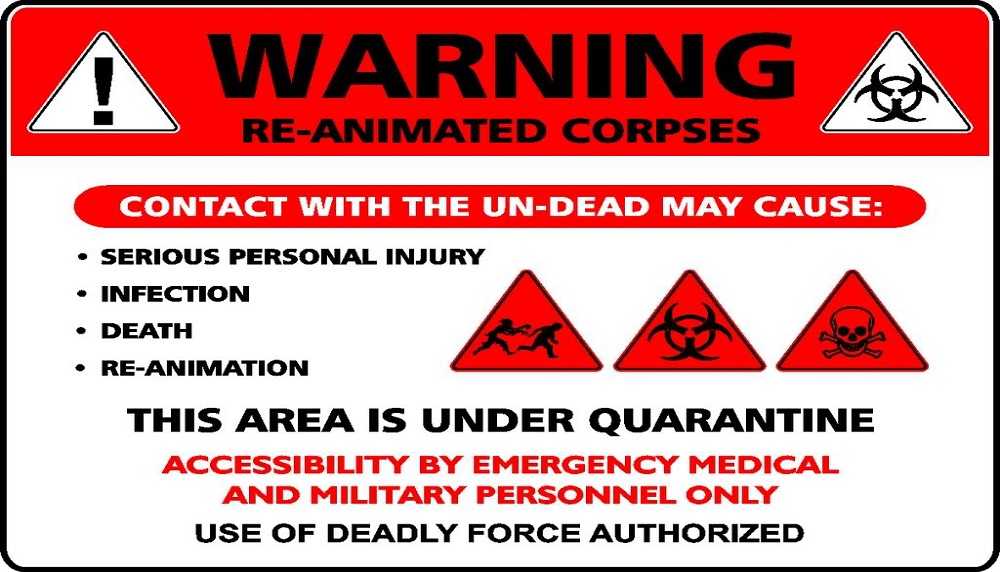 WARNING
RE-ANIMATED CORPSES
CONTACT WITH THE UN-DEAD MAY CAUSE:
• SERIOUS PERSONAL INJURY
• INFECTION
• DEATH
• RE-ANIMATION
THIS AREA IS UNDER QUARANTINE
ACCESSIBILITY BY EMERGENCY MEDICAL
AND MILITARY PERSONNEL ONLY
USE OF DEADLY FORCE AUTHORIZED